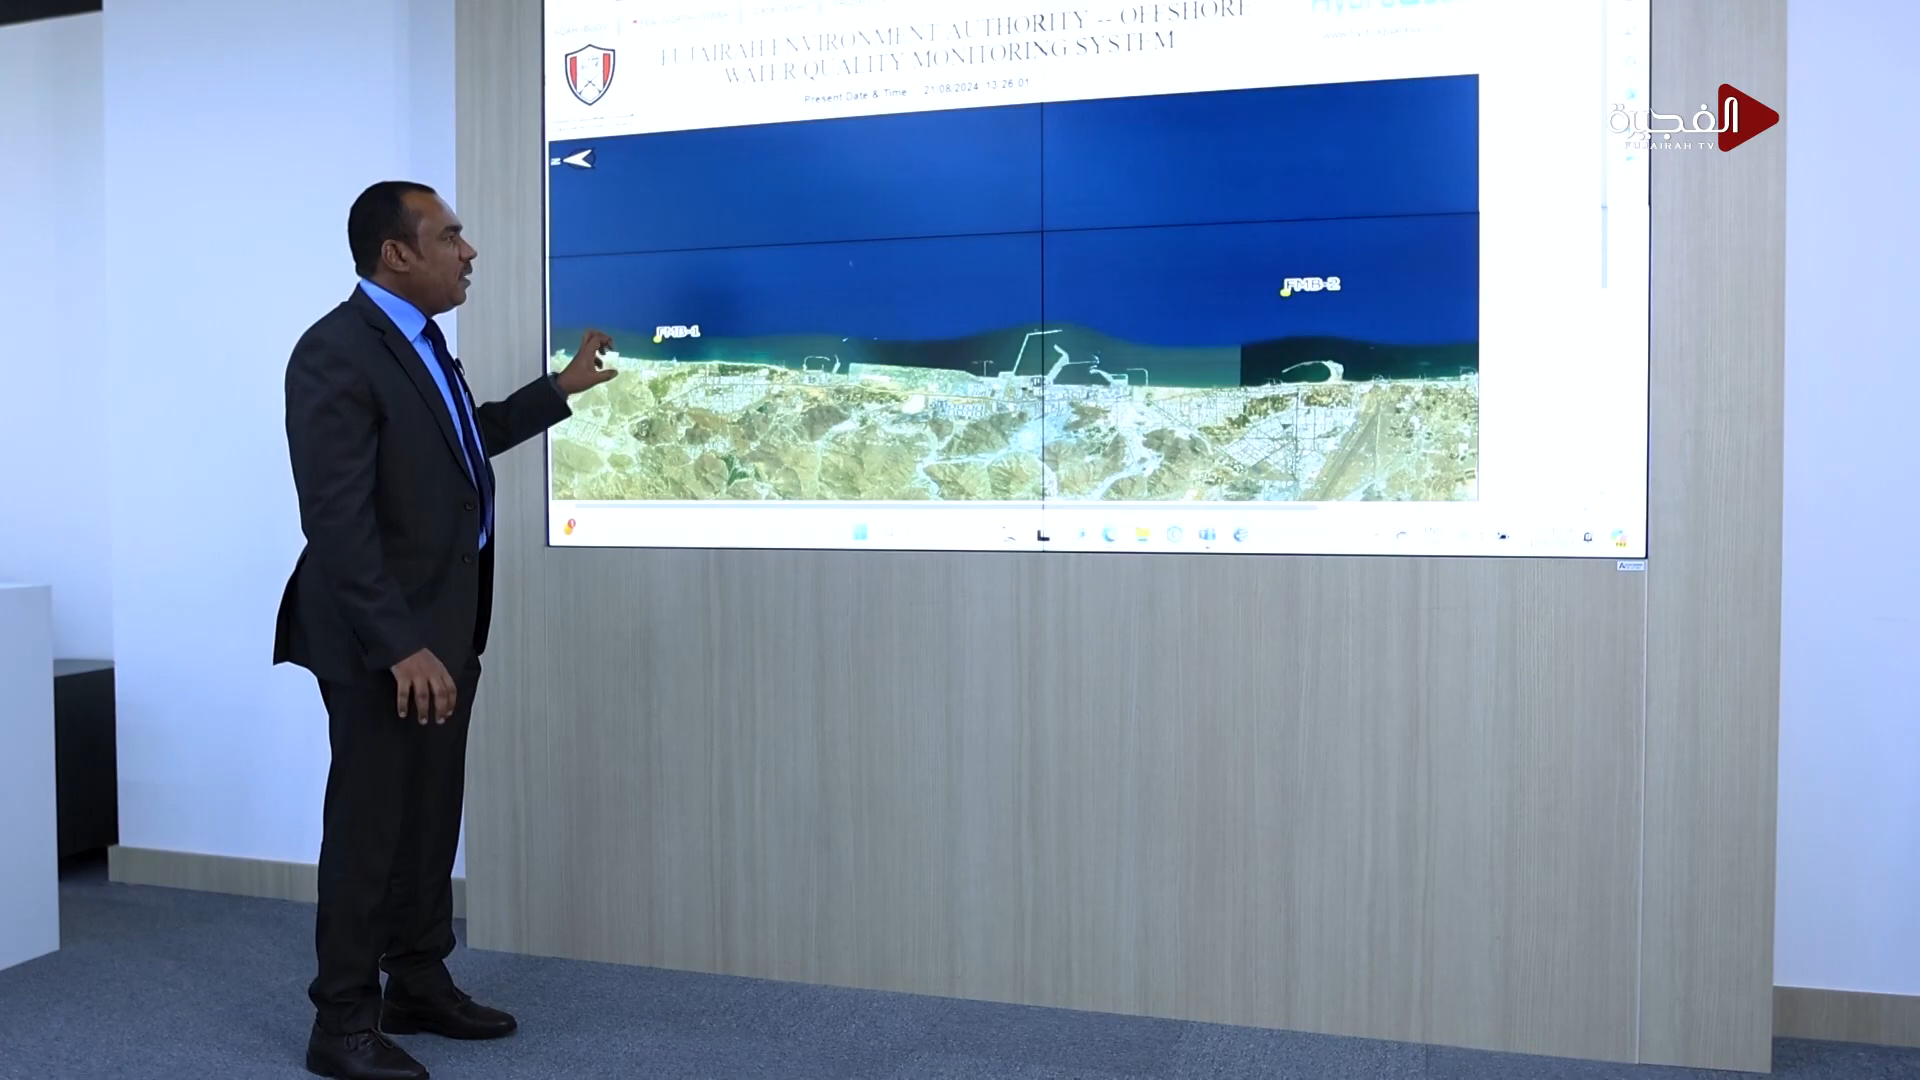 FUJAIRAH ENVIRONMENT AUTHORITY -- OFFSHORE
WATER QUALITY MONITORING SYSTEM
Present Date & Time 21/08/2024 13:26:01
الفجيرة
FUJAIRAH TV
N
FMB-2
FMB-1